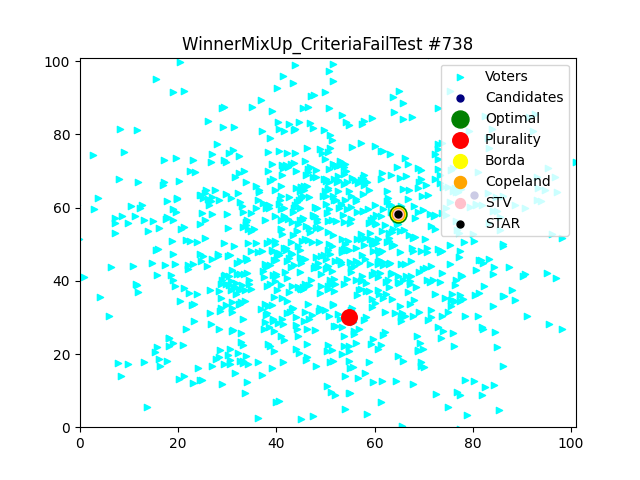 WinnerMixUp_CriteriaFailTest #738
100
80
60
40
20
0
0
20
40
60
80
100
Voters
Candidates
Optimal
Plurality
Borda
Copeland
STV
STAR